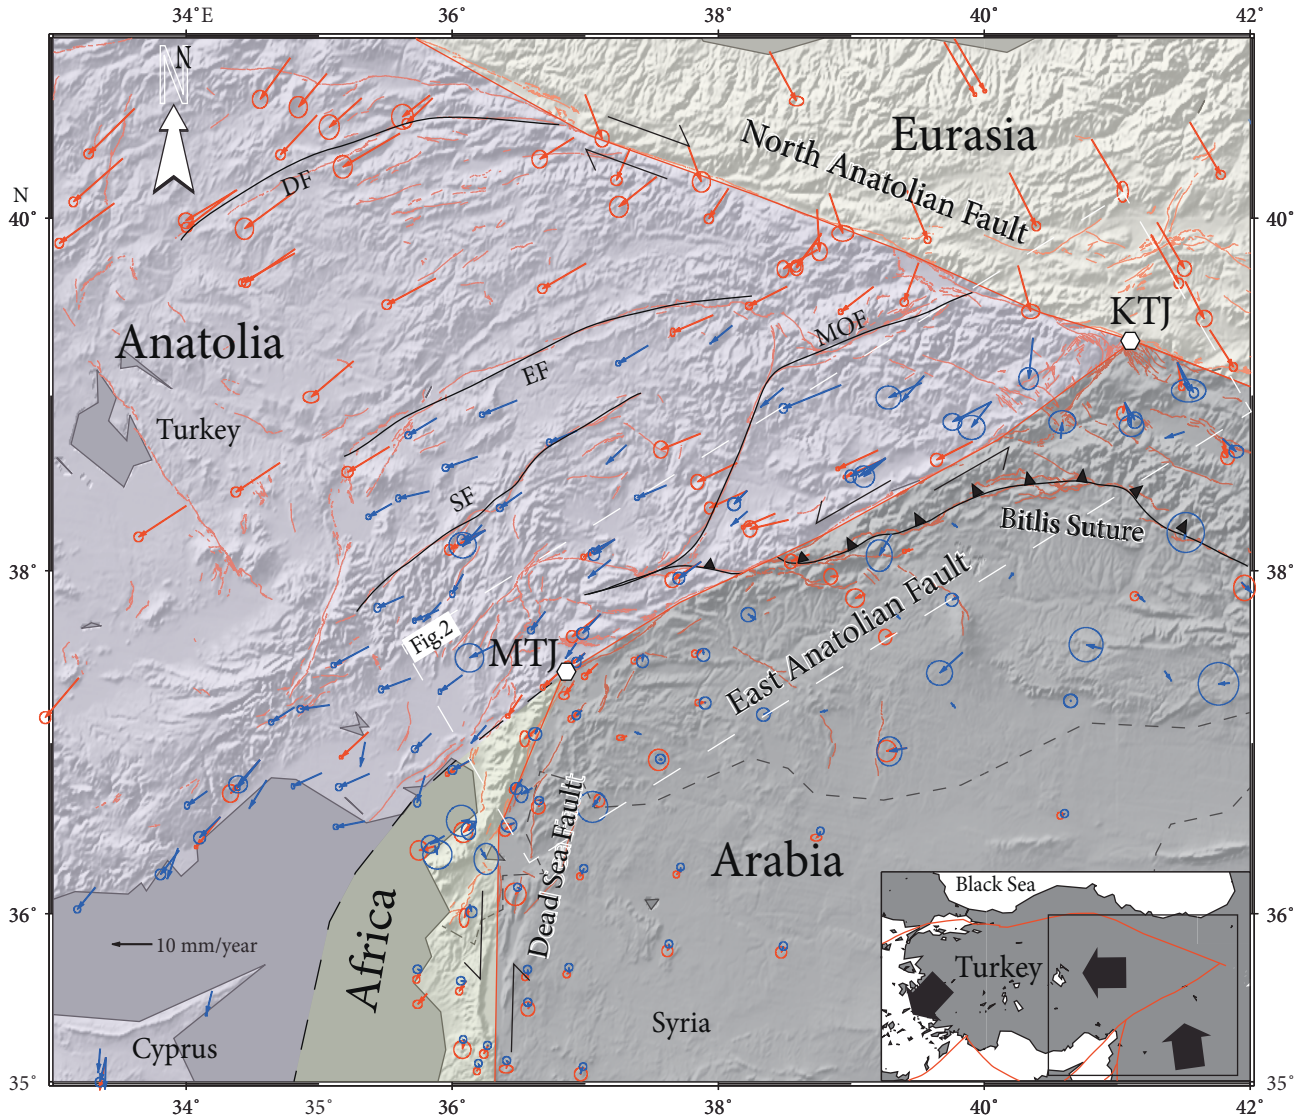 34°E
36°
38°
40°
42°
N
N
N
40°
40°
North Anatolian Fault
Eurasia
DF
Anatolia
KTJ
MOF
EF
Turkey
SF
Bitlis Suture
38°
38°
East Anatolian Fault
Fig.2
MTJ
Dead Sea Fault
Arabia
Africa
Black Sea
Turkey
36°
36°
10 mm/year
Syria
Cyprus
35°
35°
34°
35°
36°
38°
40°
42°